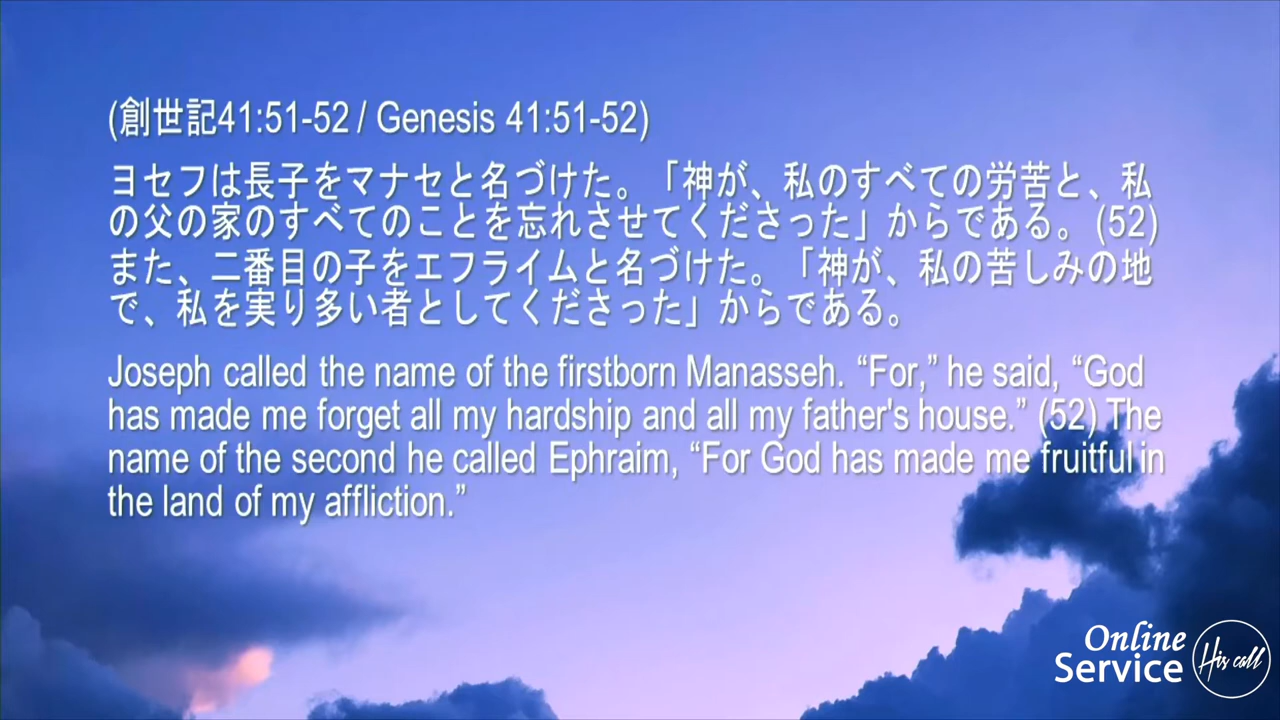 (創世記41:51-52 / Genesis 41:51-52)
ヨセフは長子をマナセと名づけた。「神が、私のすべての労苦と、私
の父の家のすべてのことを忘れさせてくださった」からである。(52)
また、二番目の子をエフライムと名づけた。「神が、私の苦しみの地
で、私を実り多い者としてくださった」からである。
Joseph called the name of the firstborn Manasseh. “For,” he said, “God
has made me forget all my hardship and all my father's house.” (52) The
name of the second he called Ephraim, “For God has made me fruitful in
the land of my affliction.”
Online
Service
His call